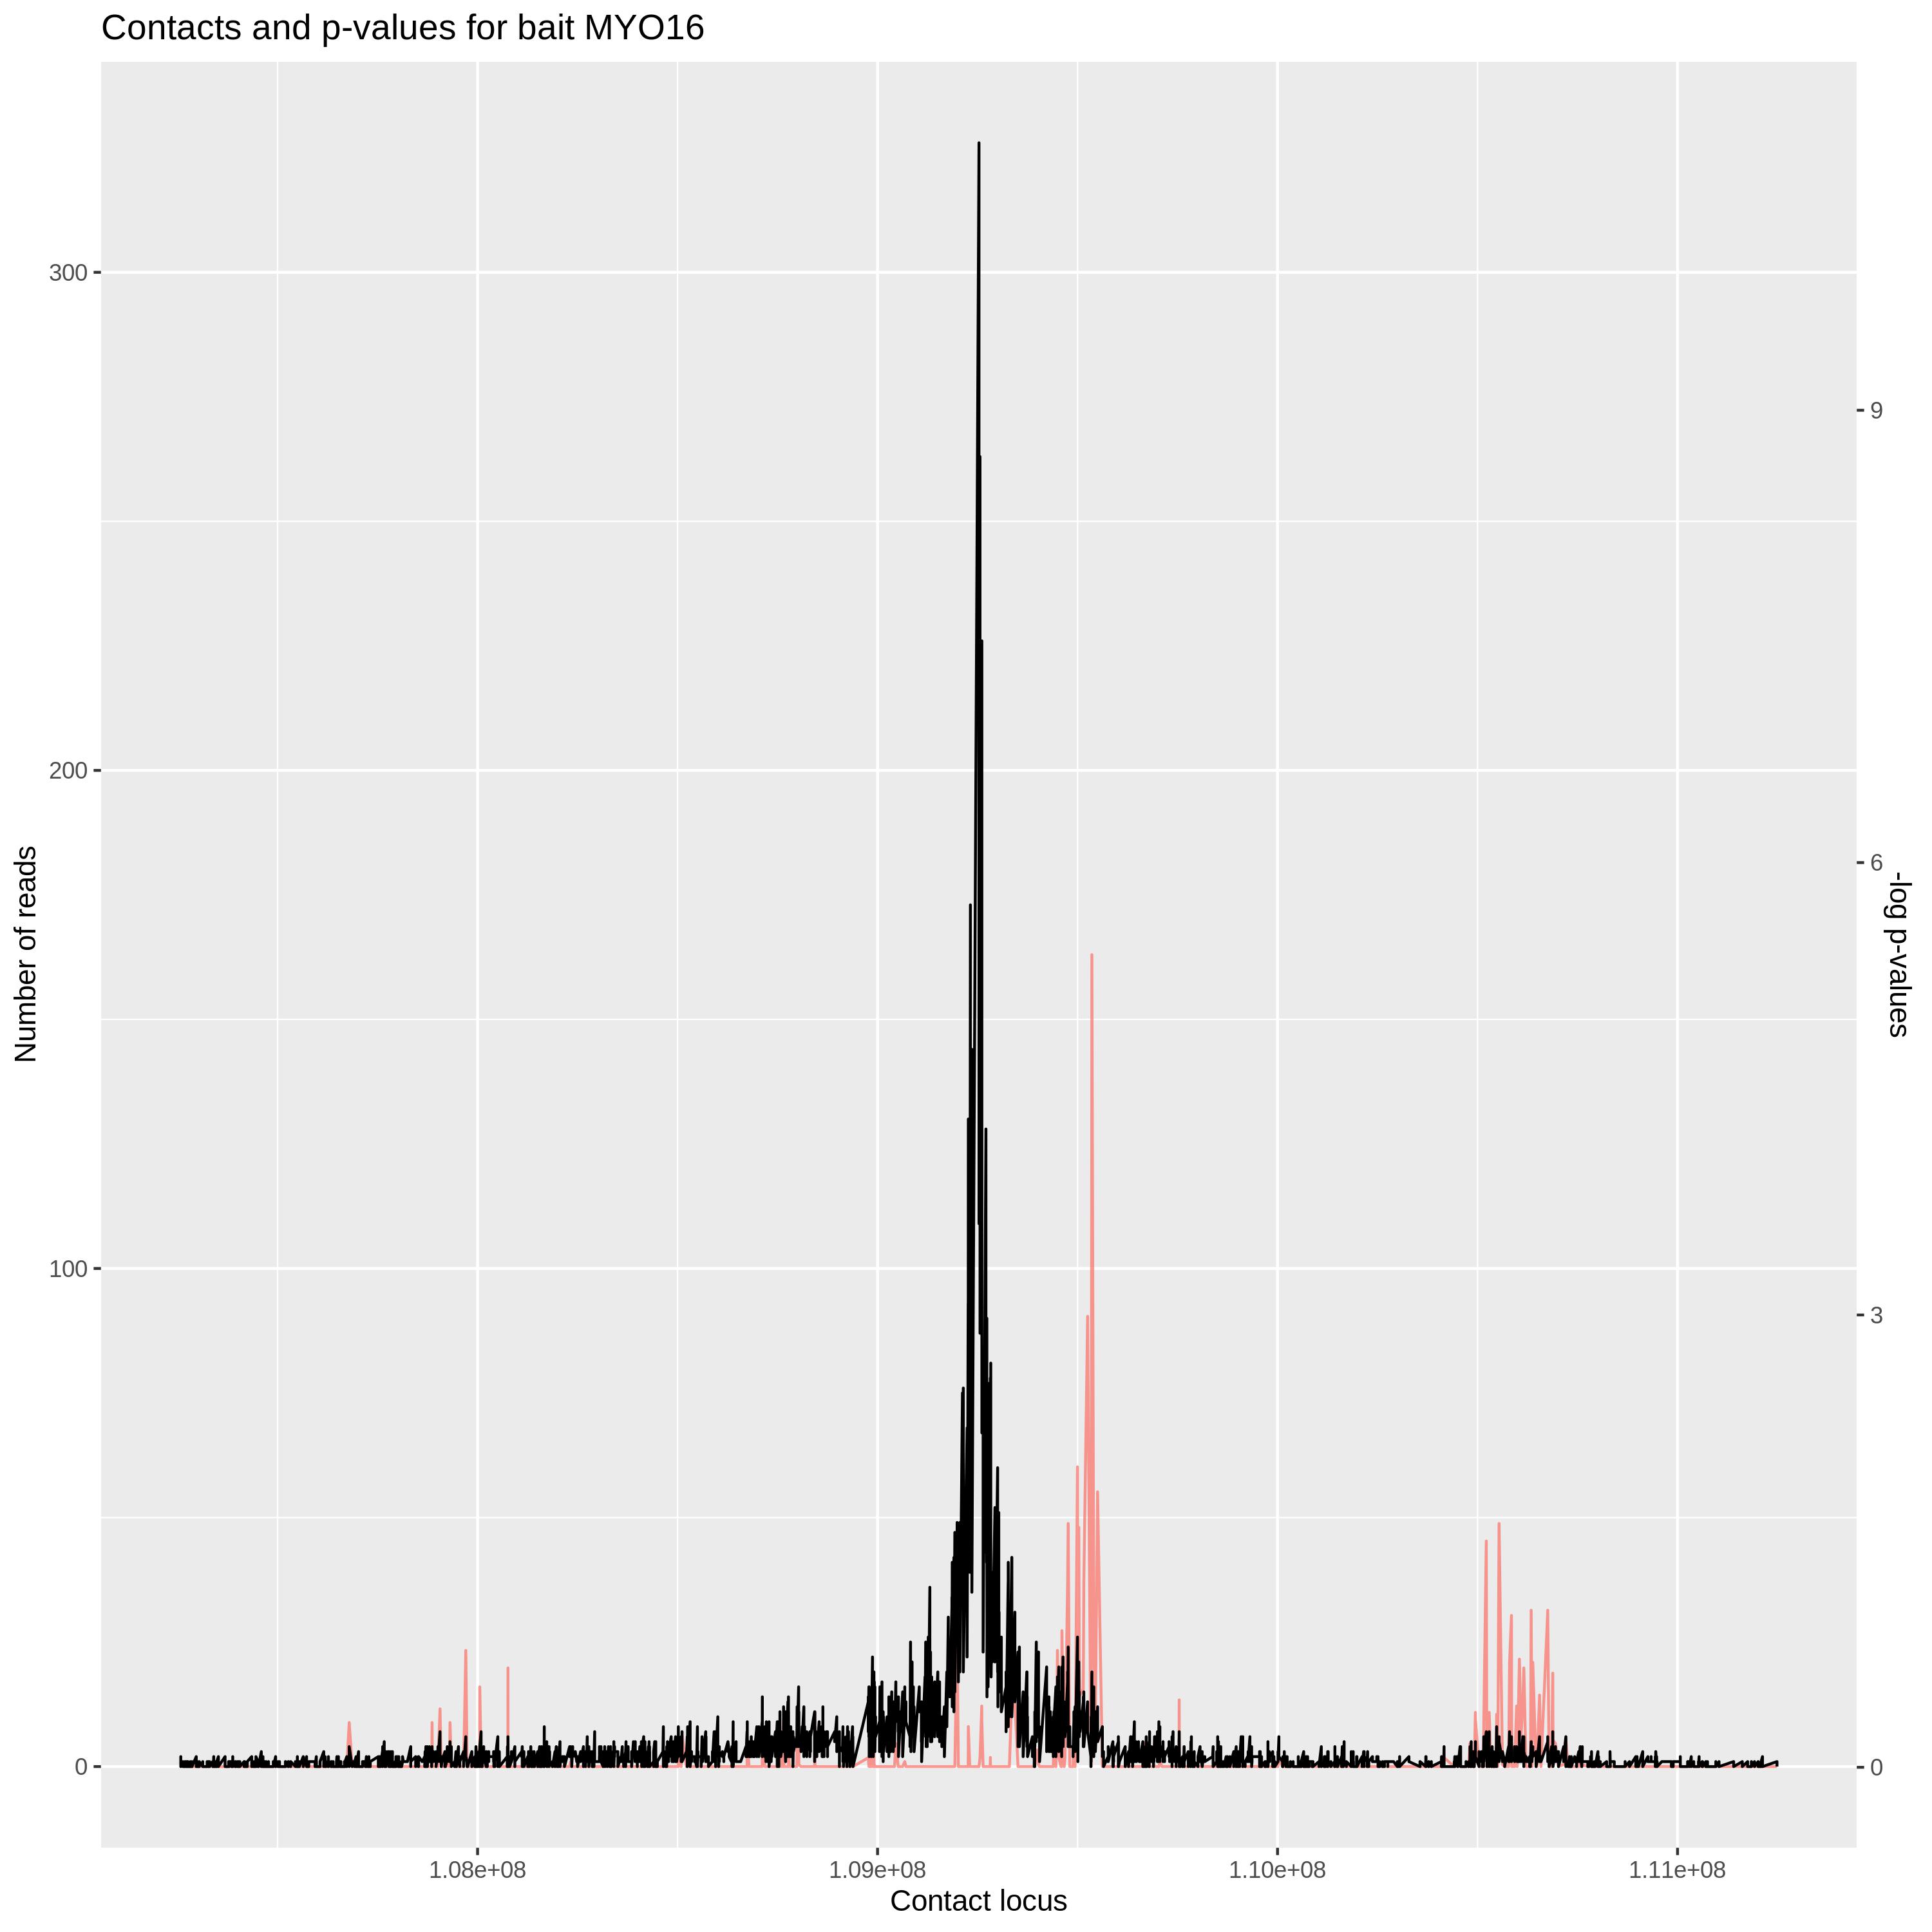 Contacts and p-values for bait MYO16
300
200
100
0
Number of reads
9
6
3
0
-log p-values
1.08e+08
1.09e+08
1.10e+08
1.11e+08
Contact locus